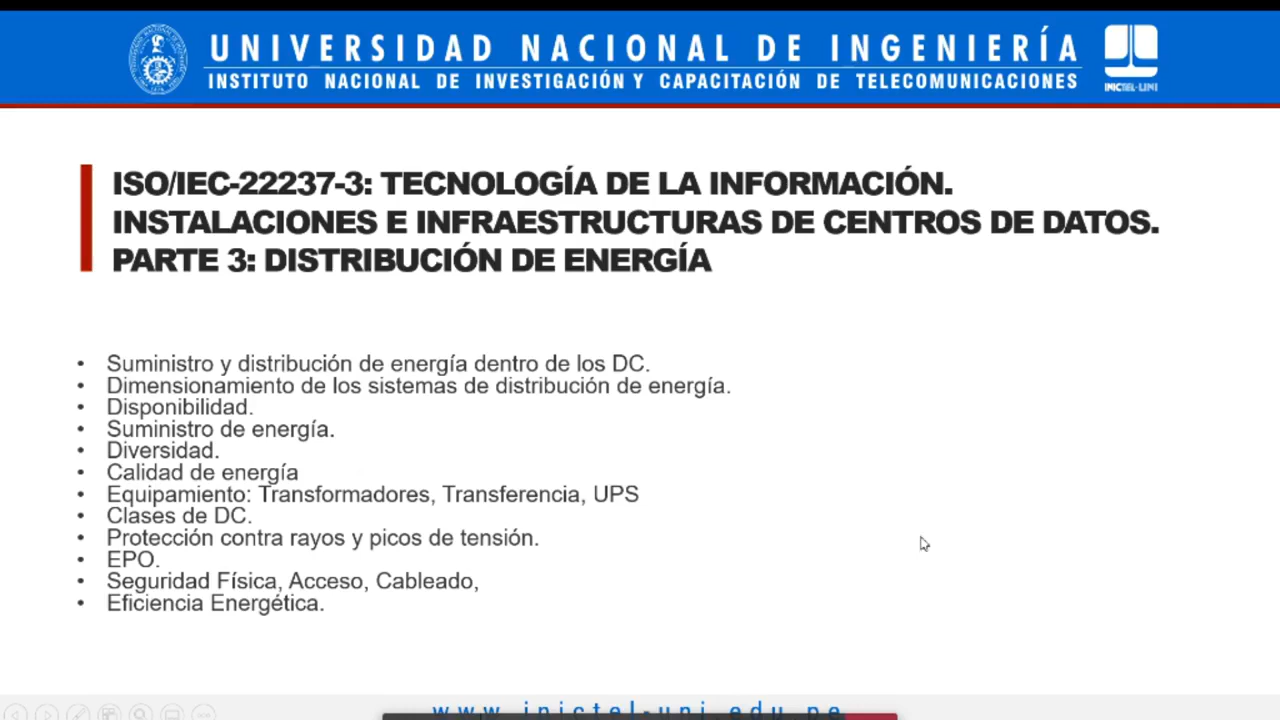 UNIVERSIDAD NACIONAL DE INGENIERÍA
INSTITUTO NACIONAL DE INVESTIGACIÓN Y CAPACITACIÓN DE TELECOMUNICACIONES
INICTEL-UNI
ISO/IEC-22237-3: TECNOLOGÍA DE LA INFORMACIÓN.
INSTALACIONES E INFRAESTRUCTURAS DE CENTROS DE DATOS.
PARTE 3: DISTRIBUCIÓN DE ENERGÍA
• Suministro y distribución de energía dentro de los DC.
• Dimensionamiento de los sistemas de distribución de energía.
• Disponibilidad.
• Suministro de energía.
• Diversidad.
• Calidad de energía
• Equipamiento: Transformadores, Transferencia, UPS
• Clases de DC.
• Protección contra rayos y picos de tensión.
• EPO.
• Seguridad Física, Acceso, Cableado,
• Eficiencia Energética.
www.inictel-uni.edu.pe